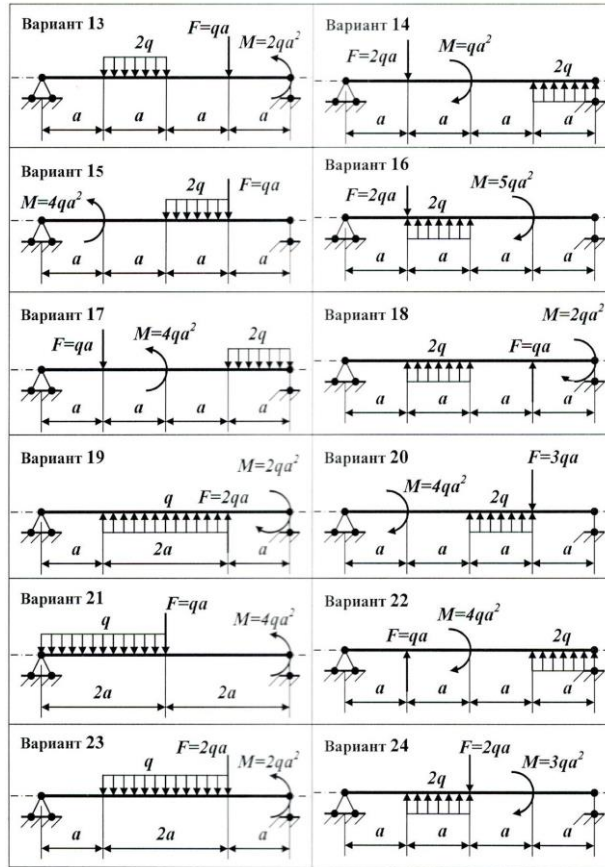 Вариант 13
2q
F=qa
M=2qa²
a a a a
Вариант 14
F=2qa
M=qa²
2q
a a a a
Вариант 15
M=4qa²
2q
F=qa
a a a a
Вариант 16
F=2qa
2q
M=5qa²
a a a a
Вариант 17
F=qa
M=4qa²
2q
a a a a
Вариант 18
2q
F=qa
M=2qa²
a a a a
Вариант 19
q
F=2qa
M=2qa²
a 2a a
Вариант 20
M=4qa²
2q
F=3qa
a a a a
Вариант 21
q
F=qa
M=4qa²
2a 2a
Вариант 22
F=qa
M=4qa²
2q
a a a a
Вариант 23
q
F=2qa
M=2qa²
a 2a a
Вариант 24
2q
F=2qa
M=3qa²
a a a a